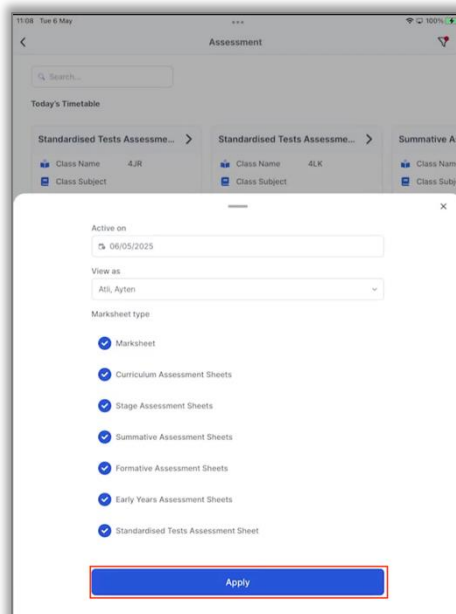 11:08 Tue 6 May
100%
Assessment
Search...
Today's Timetable
Standardised Tests Assessme...
Class Name 4JR
Class Subject
Standardised Tests Assessme...
Class Name 4LK
Class Subject
Summative A
Class Nam
Class Subj
Active on
06/05/2025
View as
Atli, Ayten
Marksheet type
Marksheet
Curriculum Assessment Sheets
Stage Assessment Sheets
Summative Assessment Sheets
Formative Assessment Sheets
Early Years Assessment Sheets
Standardised Tests Assessment Sheet
Apply